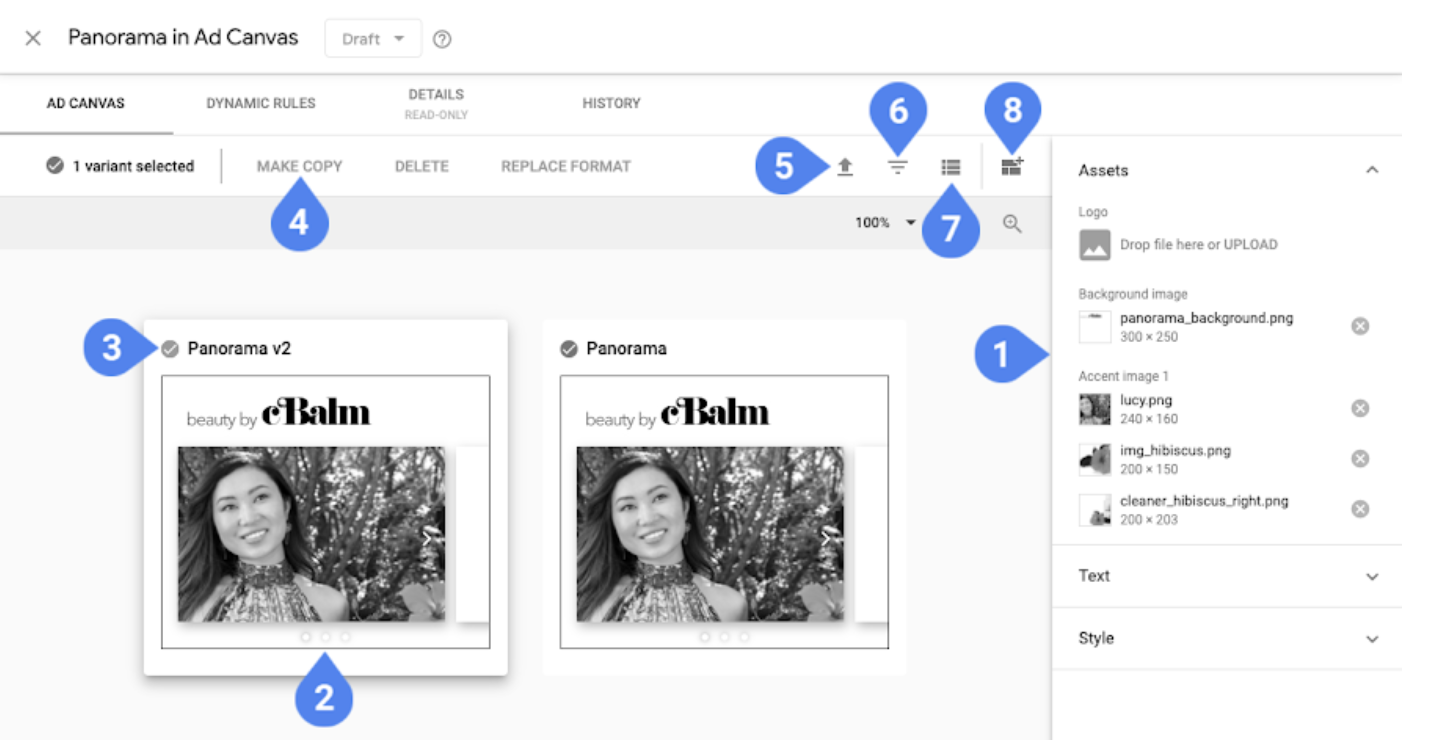 Panorama in Ad Canvas
Draft
AD CANVAS
DYNAMIC RULES
DETAILS
READ-ONLY
HISTORY
6
8
1 variant selected
MAKE COPY
DELETE
REPLACE FORMAT
5
4
100%
7
Panorama v2
3
beauty by cBalm
2
Panorama
beauty by cBalm
1
Assets
Logo
Drop file here or UPLOAD
Background image
panorama_background.png
300 × 250
Accent image 1
lucy.png
240 × 160
img_hibiscus.png
200 × 150
cleaner_hibiscus_right.png
200 × 203
Text
Style